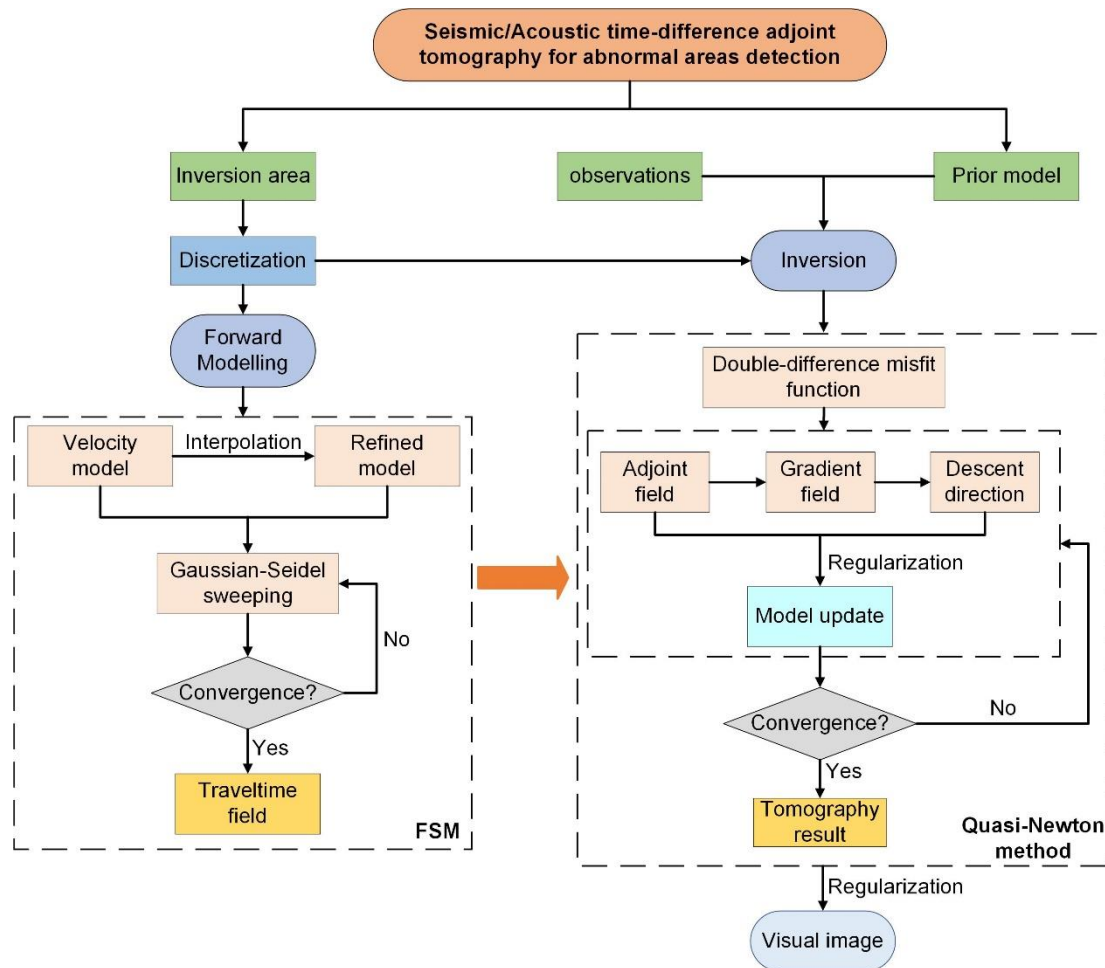 Seismic/Acoustic time-difference adjoint
tomography for abnormal areas detection
Inversion area
observations
Prior model
Discretization
Inversion
Forward
Modelling
Velocity
model
Interpolation
Refined
model
Gaussian-Seidel
sweeping
No
Convergence?
Yes
Traveltime
field
FSM
Double-difference misfit
function
Adjoint
field
Gradient
field
Descent
direction
Regularization
Model update
Convergence?
No
Yes
Tomography
result
Quasi-Newton
method
Regularization
Visual image